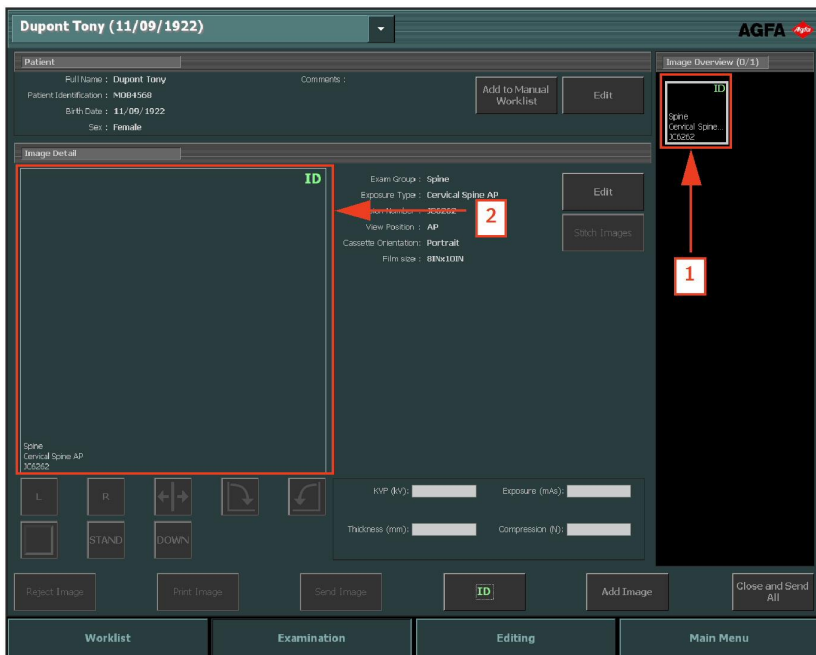 Dupont Tony (11/09/1922)
AGFA Agfa
Patient
Full Name : Dupont Tony
Comments :
Patient Identification : M084568
Birth Date : 11/09/1922
Sex : Female
Add to Manual
Worklist
Edit
Image Overview (0/1)
ID
Spine
Cervical Spine...
JC6262
1
Image Detail
ID
Spine
Cervical Spine AP
JC6262
2
Exam Group : Spine
Exposure Type : Cervical Spine AP
Number : JC6262
View Position : AP
Cassette Orientation: Portrait
Film size : 8INx10IN
Edit
Stitch Images
L
R
STAND
DOWN
KVP (kV):
Exposure (mAs):
Thickness (mm):
Compression (N):
Reject Image
Print Image
Send Image
ID
Add Image
Close and Send
All
Worklist
Examination
Editing
Main Menu